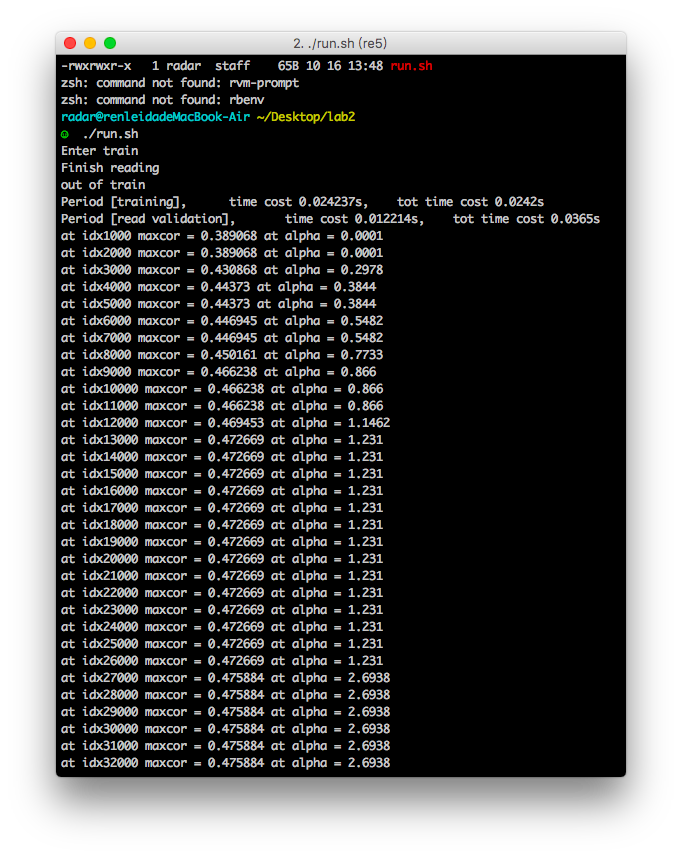 2. ./run.sh (re5)
-rwxrwxr-x   1 radar  staff    65B 10 16 13:48 run.sh
zsh: command not found: rvm-prompt
zsh: command not found: rbenv
radar@renleidadeMacBook-Air ~/Desktop/lab2
☺  ./run.sh
Enter train
Finish reading
out of train
Period [training],      time cost 0.024237s,    tot time cost 0.0242s
Period [read validation],       time cost 0.012214s,    tot time cost 0.0365s
at idx1000 maxcor = 0.389068 at alpha = 0.0001
at idx2000 maxcor = 0.389068 at alpha = 0.0001
at idx3000 maxcor = 0.430868 at alpha = 0.2978
at idx4000 maxcor = 0.44373 at alpha = 0.3844
at idx5000 maxcor = 0.44373 at alpha = 0.3844
at idx6000 maxcor = 0.446945 at alpha = 0.5482
at idx7000 maxcor = 0.446945 at alpha = 0.5482
at idx8000 maxcor = 0.450161 at alpha = 0.7733
at idx9000 maxcor = 0.466238 at alpha = 0.866
at idx10000 maxcor = 0.466238 at alpha = 0.866
at idx11000 maxcor = 0.466238 at alpha = 0.866
at idx12000 maxcor = 0.469453 at alpha = 1.1462
at idx13000 maxcor = 0.472669 at alpha = 1.231
at idx14000 maxcor = 0.472669 at alpha = 1.231
at idx15000 maxcor = 0.472669 at alpha = 1.231
at idx16000 maxcor = 0.472669 at alpha = 1.231
at idx17000 maxcor = 0.472669 at alpha = 1.231
at idx18000 maxcor = 0.472669 at alpha = 1.231
at idx19000 maxcor = 0.472669 at alpha = 1.231
at idx20000 maxcor = 0.472669 at alpha = 1.231
at idx21000 maxcor = 0.472669 at alpha = 1.231
at idx22000 maxcor = 0.472669 at alpha = 1.231
at idx23000 maxcor = 0.472669 at alpha = 1.231
at idx24000 maxcor = 0.472669 at alpha = 1.231
at idx25000 maxcor = 0.472669 at alpha = 1.231
at idx26000 maxcor = 0.472669 at alpha = 1.231
at idx27000 maxcor = 0.475884 at alpha = 2.6938
at idx28000 maxcor = 0.475884 at alpha = 2.6938
at idx29000 maxcor = 0.475884 at alpha = 2.6938
at idx30000 maxcor = 0.475884 at alpha = 2.6938
at idx31000 maxcor = 0.475884 at alpha = 2.6938
at idx32000 maxcor = 0.475884 at alpha = 2.6938